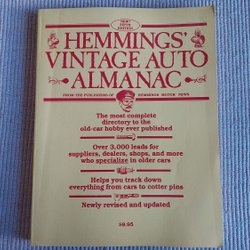 NEW
EDITION
HEMMINGS'
VINTAGE AUTO
ALMANAC
FROM THE PUBLISHERS OF HEMMINGS MOTOR NEWS
The most complete
directory to the
old-car hobby ever published
Over 3,000 leads for
suppliers, dealers, shops, and more
who specialize in older cars
Helps you track down
everything from cars to cotter pins
Newly revised and updated
$9.95